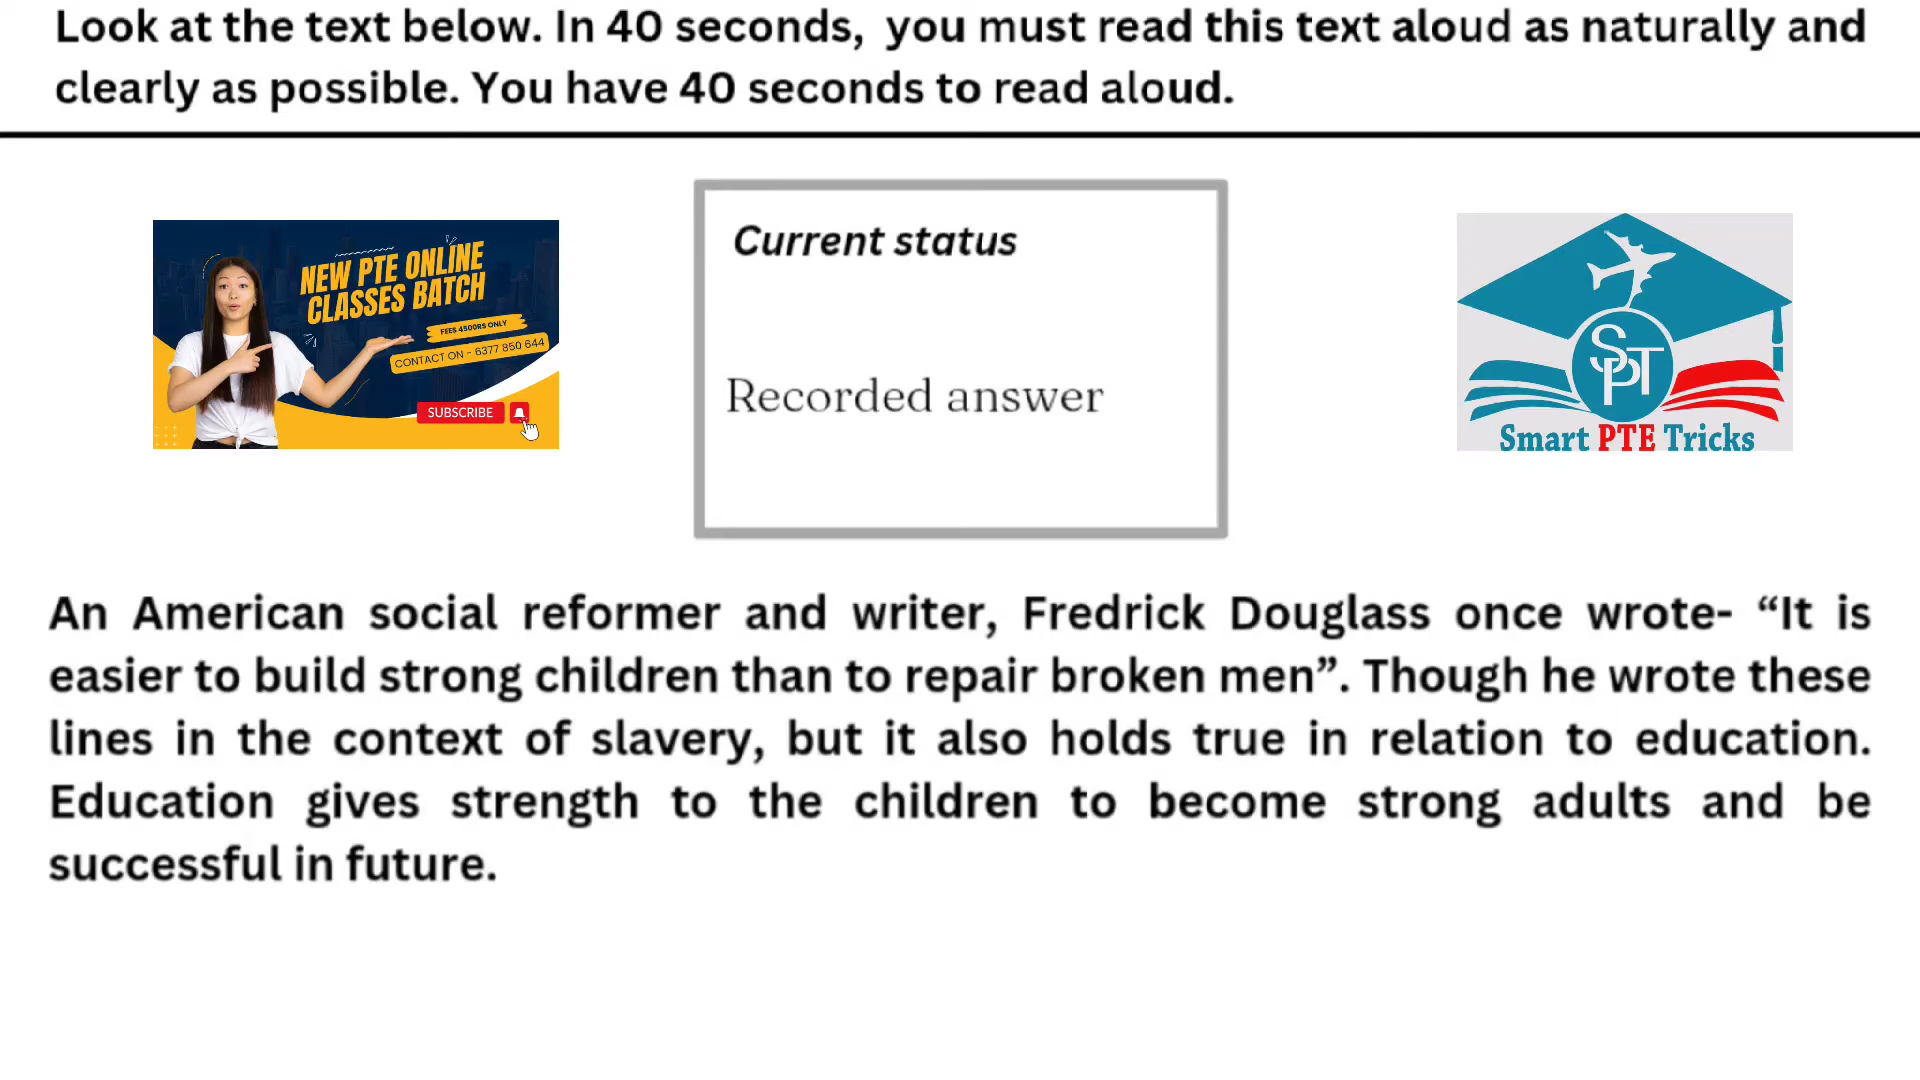 Look at the text below. In 40 seconds, you must read this text aloud as naturally and
clearly as possible. You have 40 seconds to read aloud.
NEW PTE ONLINE
CLASSES BATCH
FEES 4500RS ONLY
CONTACT ON - 6377 850 644
SUBSCRIBE
Current status
Recorded answer
SPT
Smart PTE Tricks
An American social reformer and writer, Fredrick Douglass once wrote- “It is
easier to build strong children than to repair broken men”. Though he wrote these
lines in the context of slavery, but it also holds true in relation to education.
Education gives strength to the children to become strong adults and be
successful in future.